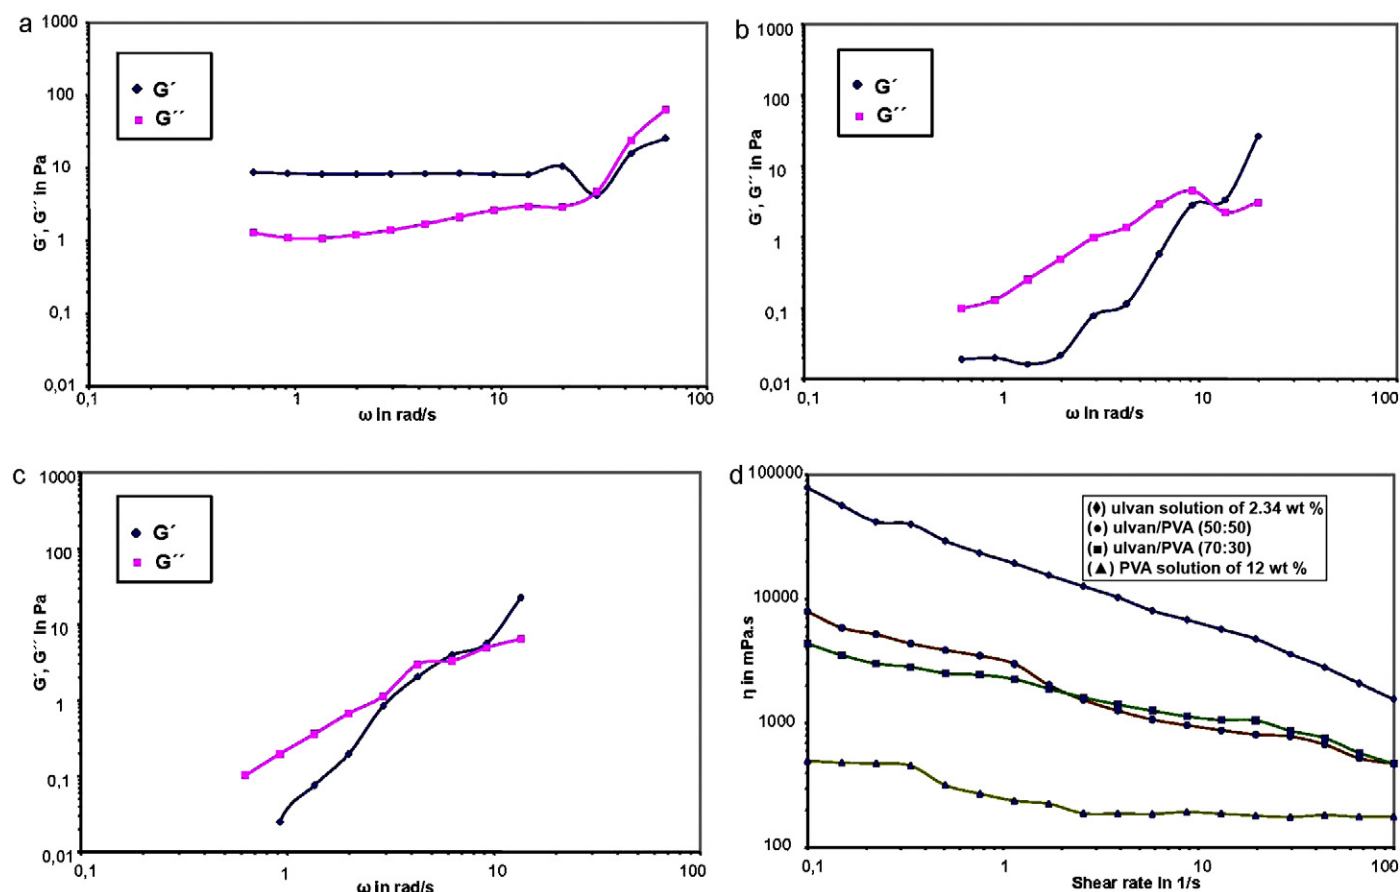 a
1000
100
10
1
0,1
0,01
G´, G´´ in Pa
G´
G´´
0,1
1
10
100
ω in rad/s
b
1000
100
10
1
0,1
0,01
G´, G´´ in Pa
G´
G´´
0,1
1
10
100
ω in rad/s
c
1000
100
10
1
0,1
0,01
G´, G´´ in Pa
G´
G´´
0,1
1
10
100
ω in rad/s
d
100000
10000
1000
100
η in mPa.s
(♦) ulvan solution of 2.34 wt %
(●) ulvan/PVA (50:50)
(■) ulvan/PVA (70:30)
(▲) PVA solution of 12 wt %
0,1
1
10
100
Shear rate in 1/s